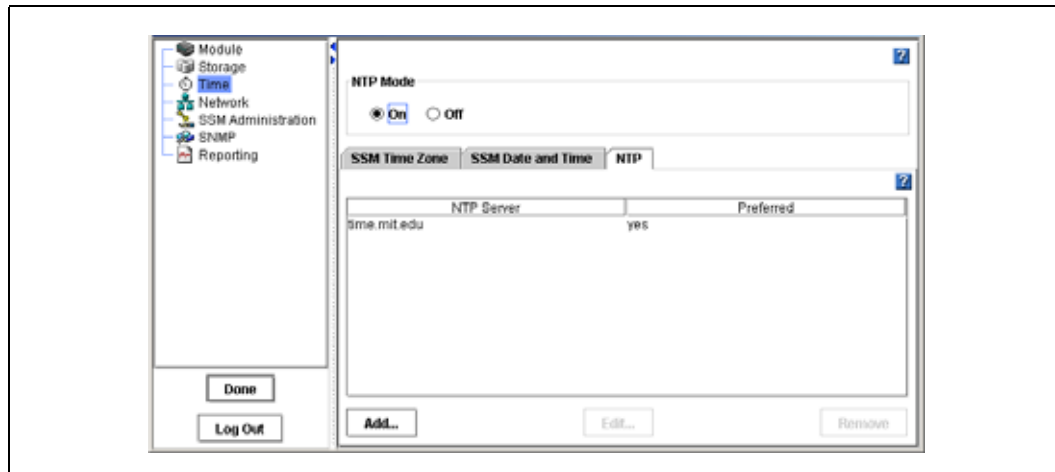 Module
Storage
Time
Network
SSM Administration
SNMP
Reporting
Done
Log Out
?
NTP Mode
On Off
SSM Time Zone SSM Date and Time NTP
?
NTP Server Preferred
time.mit.edu yes
Add... Edit... Remove